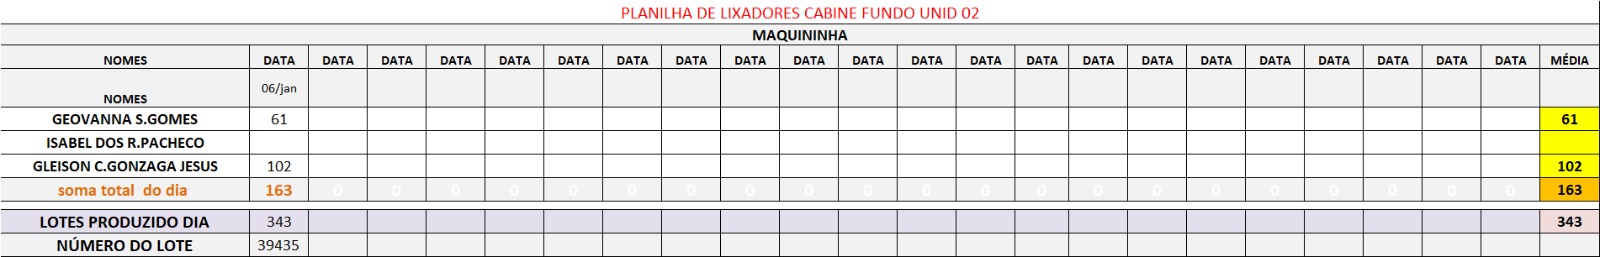 PLANILHA DE LIXADORES CABINE FUNDO UNID 02
MAQUININHA
NOMES DATA DATA DATA DATA DATA DATA DATA DATA DATA DATA DATA DATA DATA DATA DATA DATA DATA DATA DATA DATA DATA DATA MÉDIA
NOMES 06/jan
GEOVANNA S.GOMES 61 61
ISABEL DOS R.PACHECO
GLEISON C.GONZAGA JESUS 102 102
soma total do dia 163 0 0 0 0 0 0 0 0 0 0 0 0 0 0 0 0 0 0 0 0 0 163
LOTES PRODUZIDO DIA 343 343
NÚMERO DO LOTE 39435